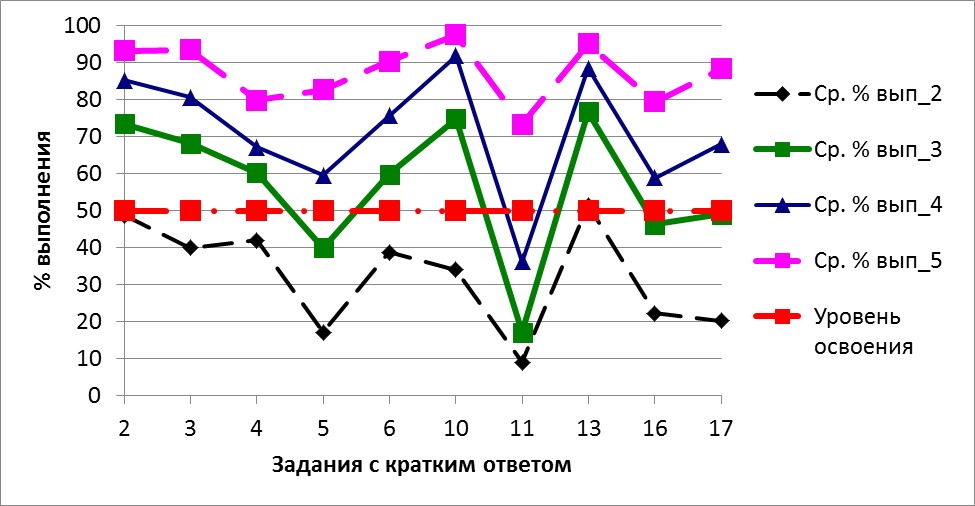 100
90
80
70
60
50
40
30
20
10
0
% выполнения
2 3 4 5 6 10 11 13 16 17
Задания с кратким ответом
Ср. % вып_2
Ср. % вып_3
Ср. % вып_4
Ср. % вып_5
Уровень
освоения